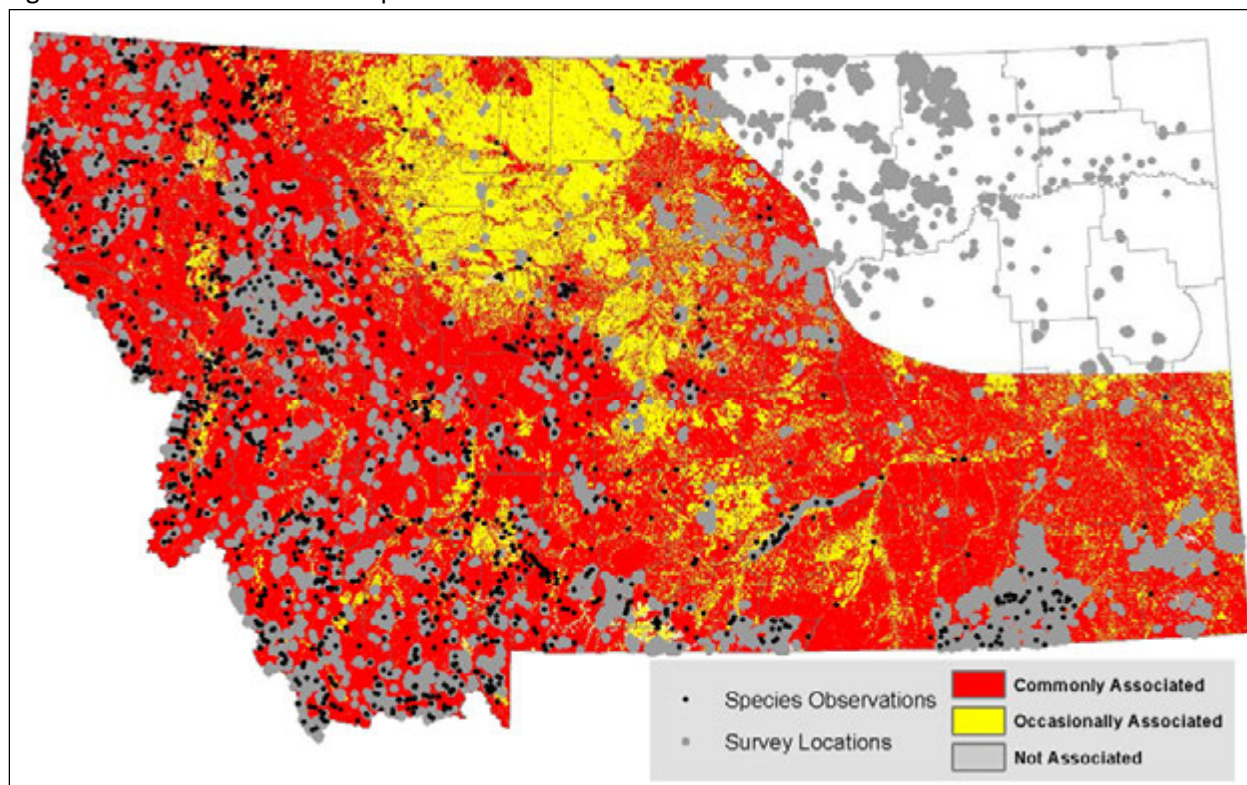 Species Observations
Survey Locations
Commonly Associated
Occasionally Associated
Not Associated